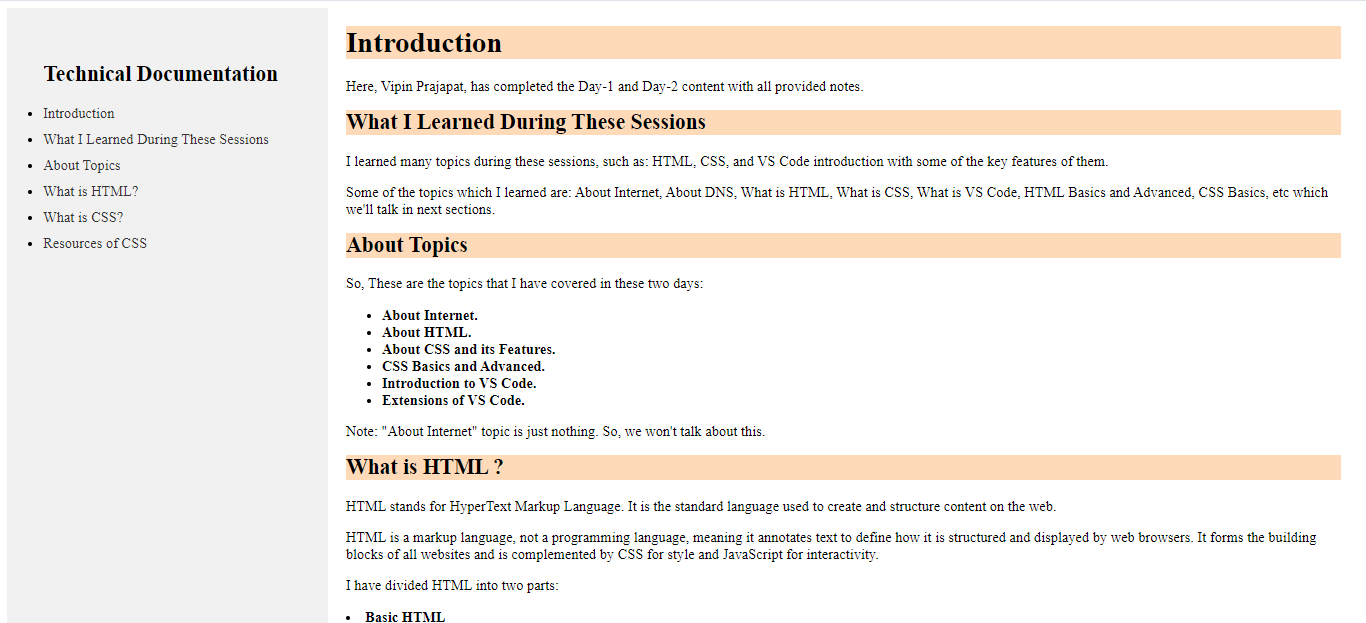 Technical Documentation
Introduction
What I Learned During These Sessions
About Topics
What is HTML?
What is CSS?
Resources of CSS
Introduction
Here, Vipin Prajapat, has completed the Day-1 and Day-2 content with all provided notes.
What I Learned During These Sessions
I learned many topics during these sessions, such as: HTML, CSS, and VS Code introduction with some of the key features of them.
Some of the topics which I learned are: About Internet, About DNS, What is HTML, What is CSS, What is VS Code, HTML Basics and Advanced, CSS Basics, etc which
we'll talk in next sections.
About Topics
So, These are the topics that I have covered in these two days:
About Internet.
About HTML.
About CSS and its Features.
CSS Basics and Advanced.
Introduction to VS Code.
Extensions of VS Code.
Note: "About Internet" topic is just nothing. So, we won't talk about this.
What is HTML ?
HTML stands for HyperText Markup Language. It is the standard language used to create and structure content on the web.
HTML is a markup language, not a programming language, meaning it annotates text to define how it is structured and displayed by web browsers. It forms the building
blocks of all websites and is complemented by CSS for style and JavaScript for interactivity.
I have divided HTML into two parts:
Basic HTML